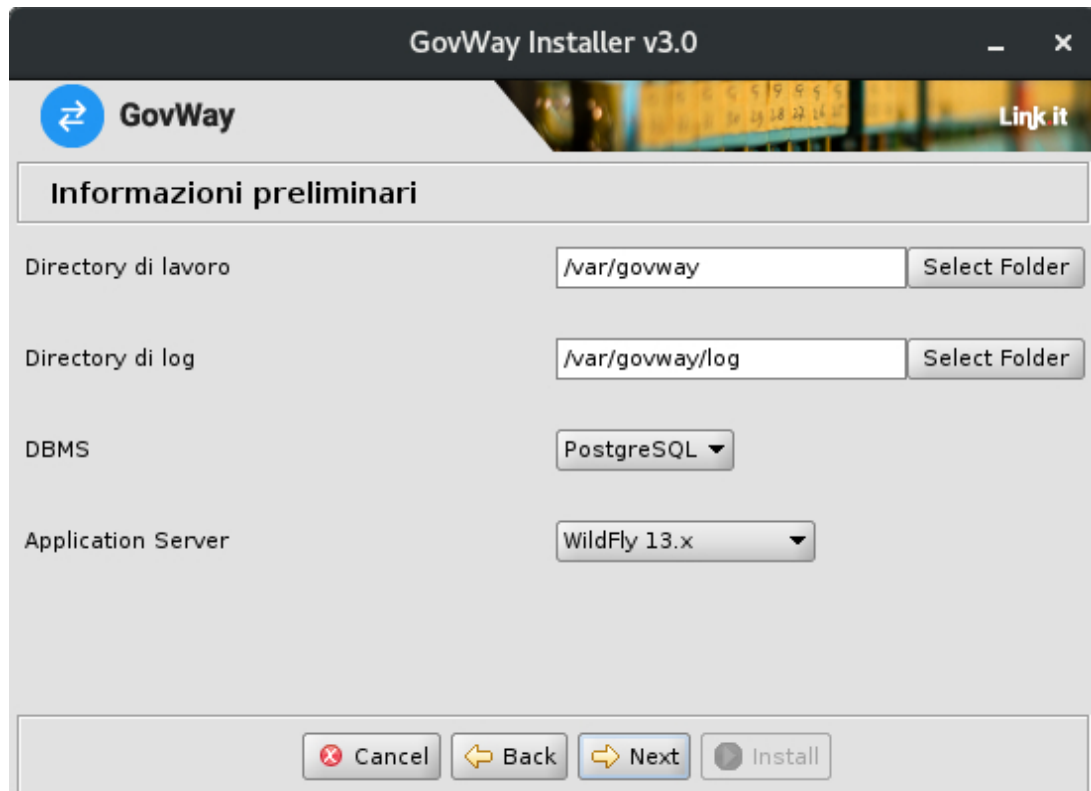 GovWay Installer v3.0
GovWay
Link it
Informazioni preliminari
Directory di lavoro
/var/govway
Select Folder
Directory di log
/var/govway/log
Select Folder
DBMS
PostgreSQL
Application Server
WildFly 13.x
Cancel
Back
Next
Install